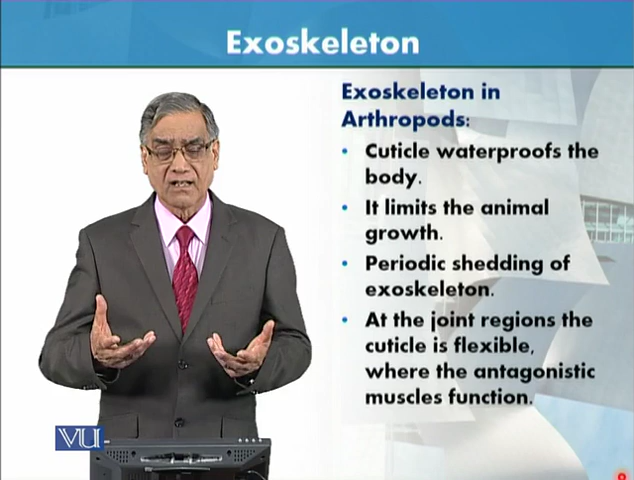 Exoskeleton
Exoskeleton in
Arthropods:
• Cuticle waterproofs the
body.
• It limits the animal
growth.
• Periodic shedding of
exoskeleton.
• At the joint regions the
cuticle is flexible,
where the antagonistic
muscles function.
VU